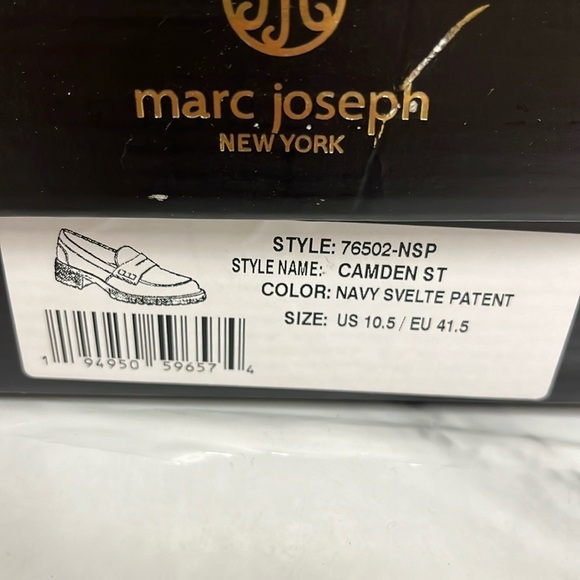 marc joseph
NEW YORK
STYLE: 76502-NSP
STYLE NAME: CAMDEN ST
COLOR: NAVY SVELTE PATENT
SIZE: US 10.5 / EU 41.5
1 94950 59657 4